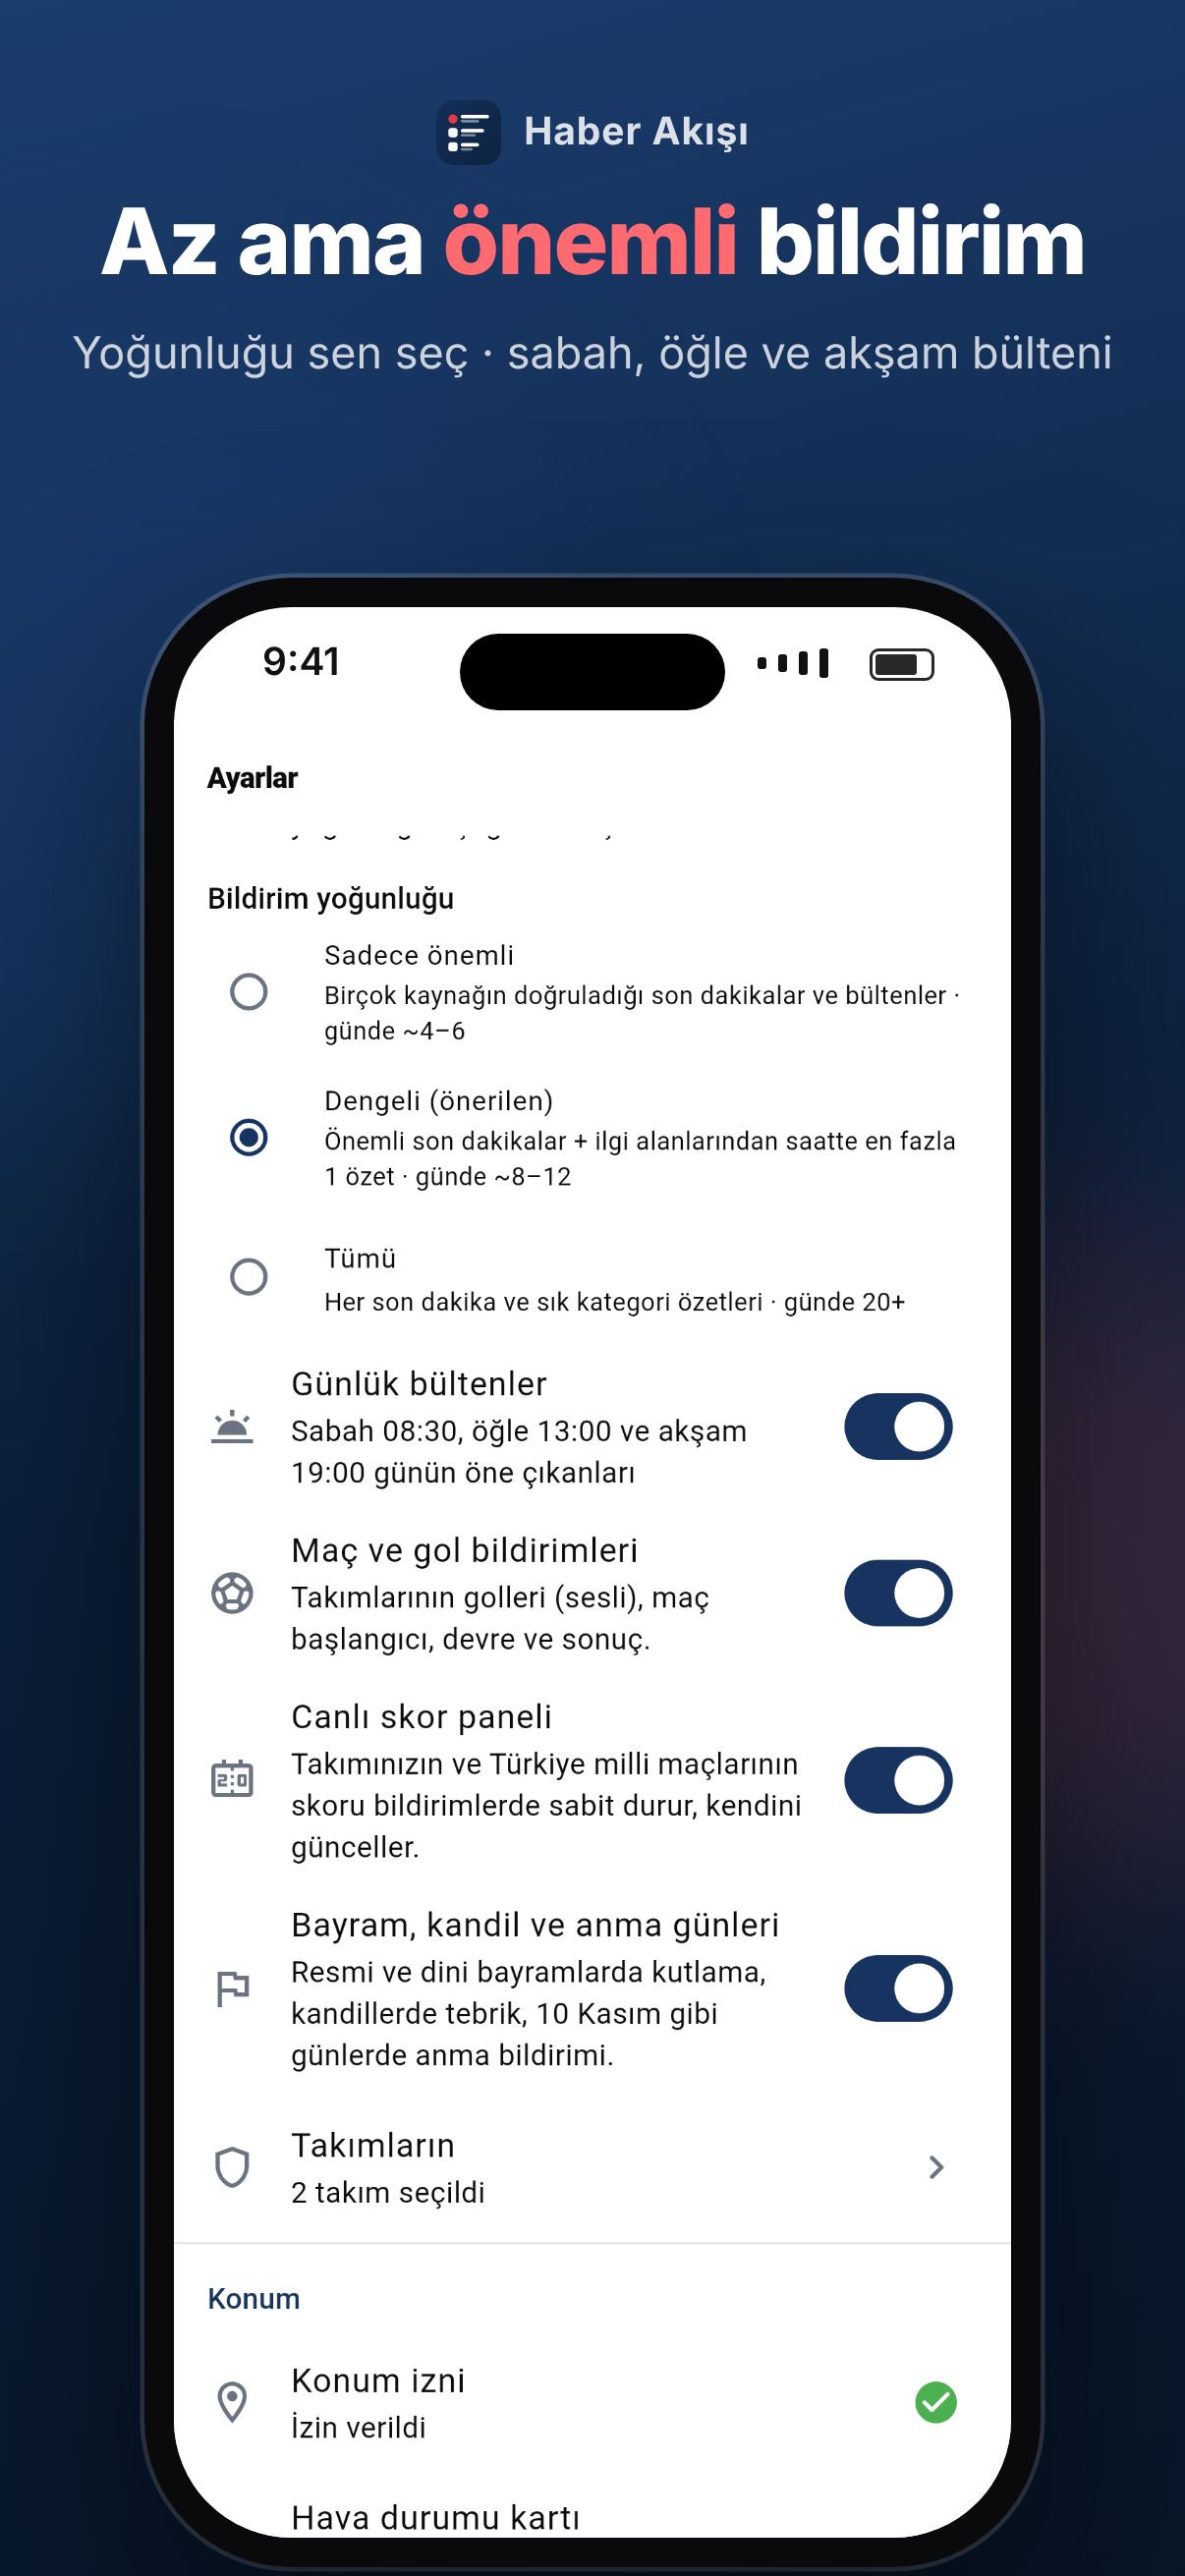 Haber Akışı
Az ama önemli bildirim
Yoğunluğu sen seç · sabah, öğle ve akşam bülteni
9:41
Ayarlar
Bildirim yoğunluğu
Sadece önemli
Birçok kaynağın doğruladığı son dakikalar ve bültenler ·
günde ~4–6
Dengeli (önerilen)
Önemli son dakikalar + ilgi alanlarından saatte en fazla
1 özet · günde ~8–12
Tümü
Her son dakika ve sık kategori özetleri · günde 20+
Günlük bültenler
Sabah 08:30, öğle 13:00 ve akşam
19:00 günün öne çıkanları
Maç ve gol bildirimleri
Takımlarının golleri (sesli), maç
başlangıcı, devre ve sonuç.
Canlı skor paneli
Takımınızın ve Türkiye milli maçlarının
skoru bildirimlerde sabit durur, kendini
günceller.
Bayram, kandil ve anma günleri
Resmi ve dini bayramlarda kutlama,
kandillerde tebrik, 10 Kasım gibi
günlerde anma bildirimi.
Takımların
2 takım seçildi
Konum
Konum izni
İzin verildi
Hava durumu kartı